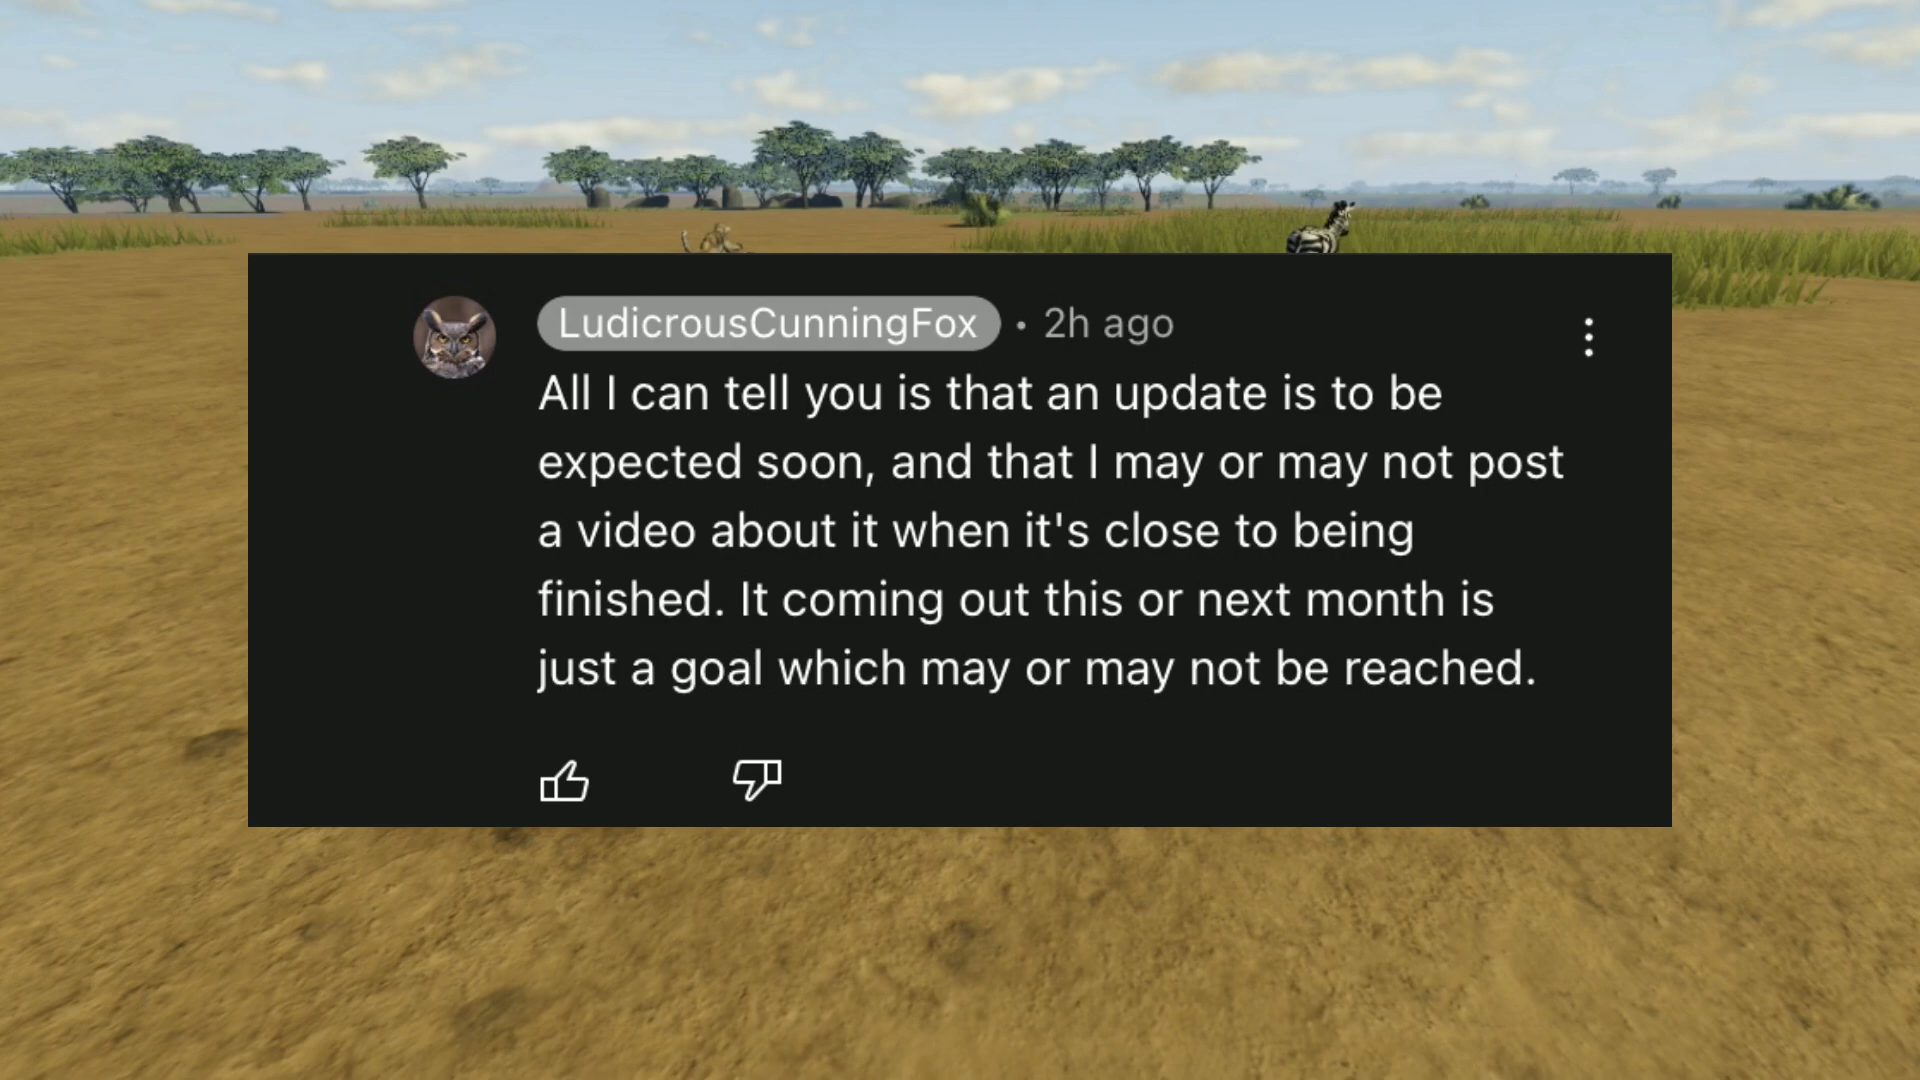 LudicrousCunningFox • 2h ago
All I can tell you is that an update is to be
expected soon, and that I may or may not post
a video about it when it's close to being
finished. It coming out this or next month is
just a goal which may or may not be reached.